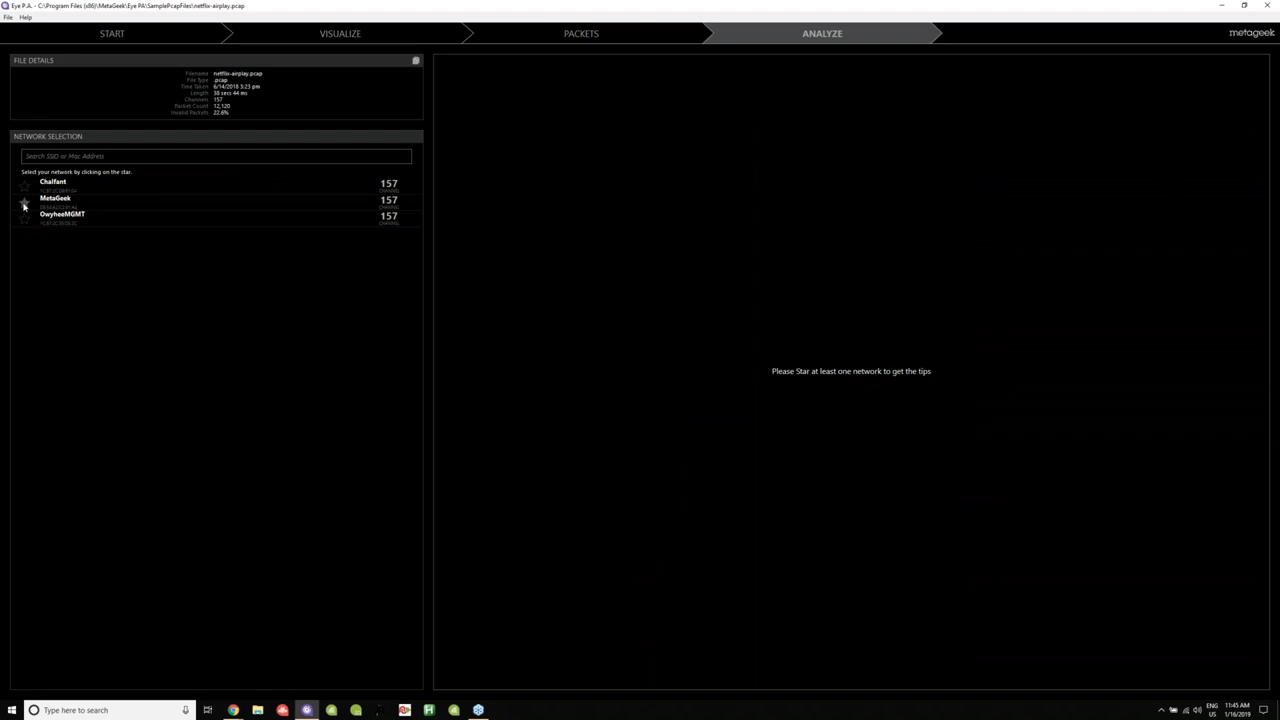 Eye P.A. - C:\Program Files (x86)\MetaGeek\Eye PA\SamplePcapFiles\netflix-airplay.pcap
File Help
START VISUALIZE PACKETS ANALYZE metageek
FILE DETAILS
Filename netflix-airplay.pcap
File Type .pcap
Time Taken 6/14/2018 3:23 pm
Length 38 secs 44 ms
Channels 157
Packet Count 12,120
Invalid Packets 22.6%
NETWORK SELECTION
Search SSID or Mac Address
Select your network by clicking on the star.
Chalfant 157
CHANNEL
MetaGeek 157
CHANNEL
OwyheeMGMT 157
CHANNEL
Please Star at least one network to get the tips
Type here to search
ENG 11:45 AM
US 1/16/2019